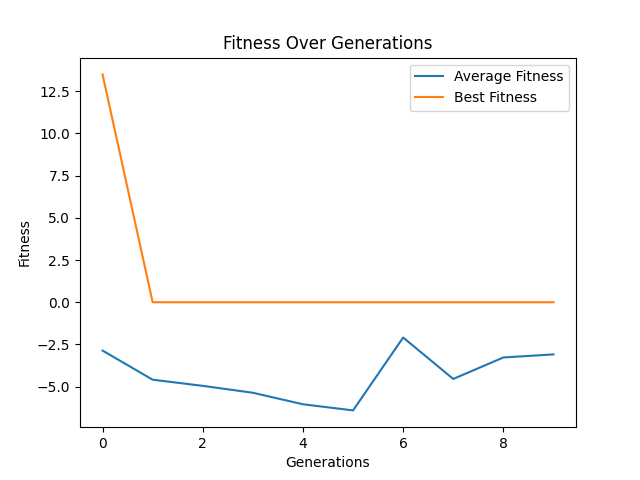 Fitness Over Generations
Average Fitness
Best Fitness
12.5
10.0
7.5
5.0
2.5
0.0
−2.5
−5.0
Fitness
0 2 4 6 8
Generations